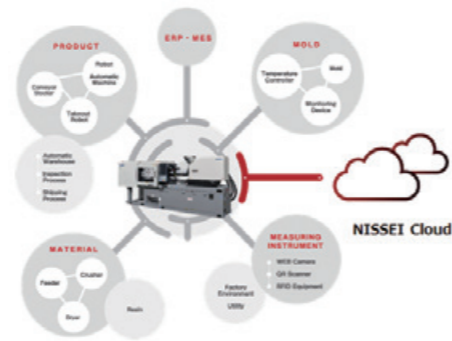 ERP - MES
PRODUCT
Robot
Automatic
Machine
Conveyor
Stocker
Takeout
Robot
Automatic
Warehouse
Inspection
Process
Shipping
Process
MOLD
Temperature
Controller
Mold
Monitoring
Device
NISSEI Cloud
MEASURING
INSTRUMENT
WEB Camera
QR Scanner
RFID Equipment
Factory
Environment
Utility
MATERIAL
Feeder
Crusher
Dryer
Resin